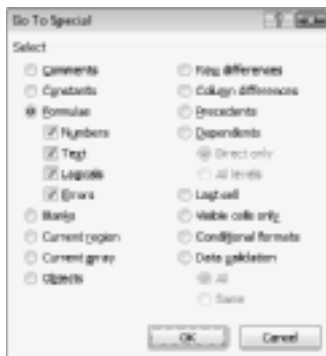 Go To Special
Select
Comments
Constants
Formulas
Numbers
Text
Logicals
Errors
Blanks
Current region
Current array
Objects
Row differences
Column differences
Precedents
Dependents
Direct only
All levels
Last cell
Visible cells only
Conditional formats
Data validation
All
Same
OK
Cancel